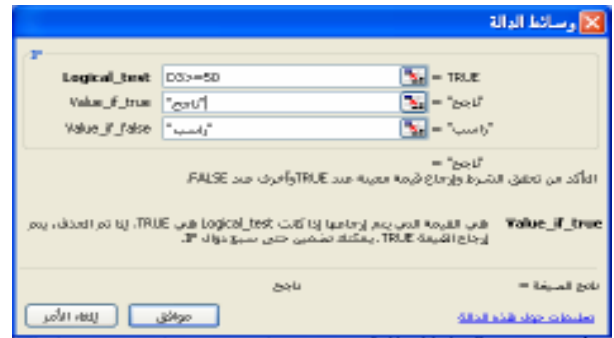 وسائط الدالة
IF
Logical_test D3>=50 = TRUE
Value_if_true "ناجح" = "ناجح"
Value_if_false "راسب" = "راسب"
= "ناجح"
التأكد من تحقق الشرط وإرجاع قيمة معينة عند TRUE وأخرى عند FALSE.
Value_if_true هي القيمة التي يتم إرجاعها إذا كانت Logical_test هي TRUE. إذا تم الحذف، يتم
إرجاع القيمة TRUE. يمكنك تضمين حتى سبع دوال IF.
ناتج الصيغة = ناجح
تعليمات حول هذه الدالة
موافق
إلغاء الأمر